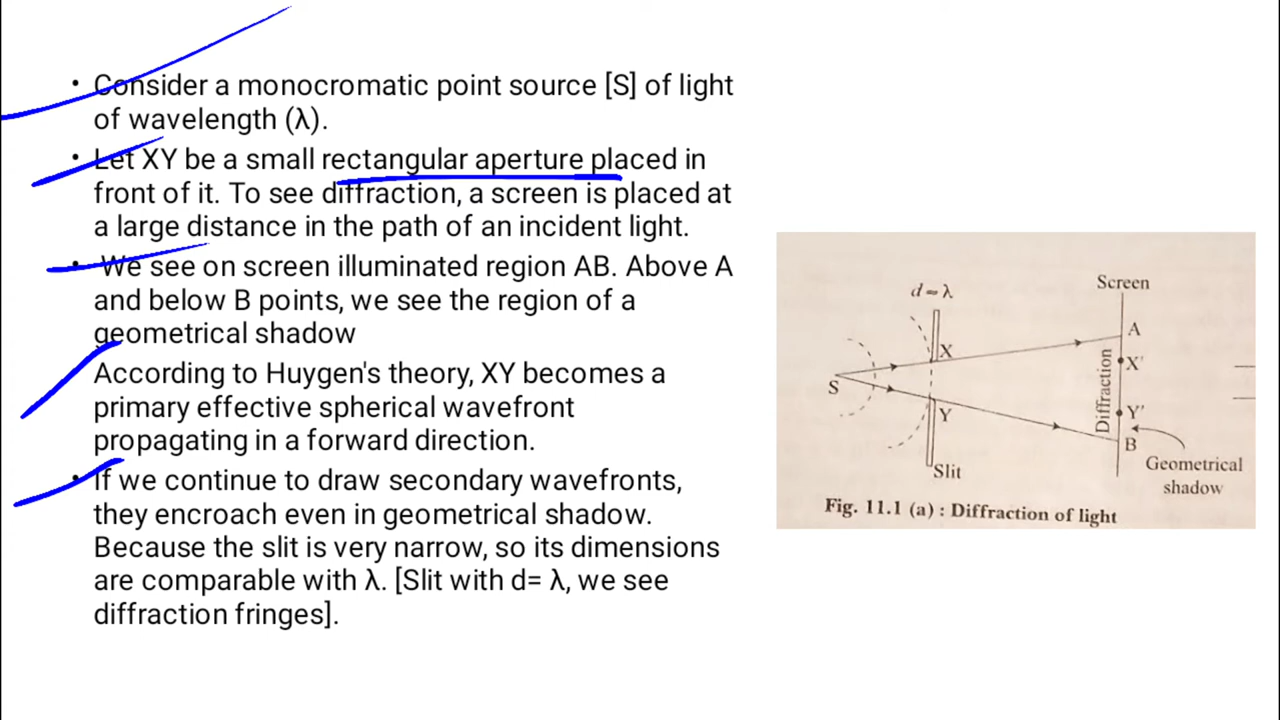 • Consider a monocromatic point source [S] of light
of wavelength (λ).
• Let XY be a small rectangular aperture placed in
front of it. To see diffraction, a screen is placed at
a large distance in the path of an incident light.
• We see on screen illuminated region AB. Above A
and below B points, we see the region of a
geometrical shadow
According to Huygen's theory, XY becomes a
primary effective spherical wavefront
propagating in a forward direction.
• If we continue to draw secondary wavefronts,
they encroach even in geometrical shadow.
Because the slit is very narrow, so its dimensions
are comparable with λ. [Slit with d= λ, we see
diffraction fringes].
d=λ
Screen
A
X
X'
S
Diffraction
Y
Y'
B
Slit
Geometrical
shadow
Fig. 11.1 (a) : Diffraction of light